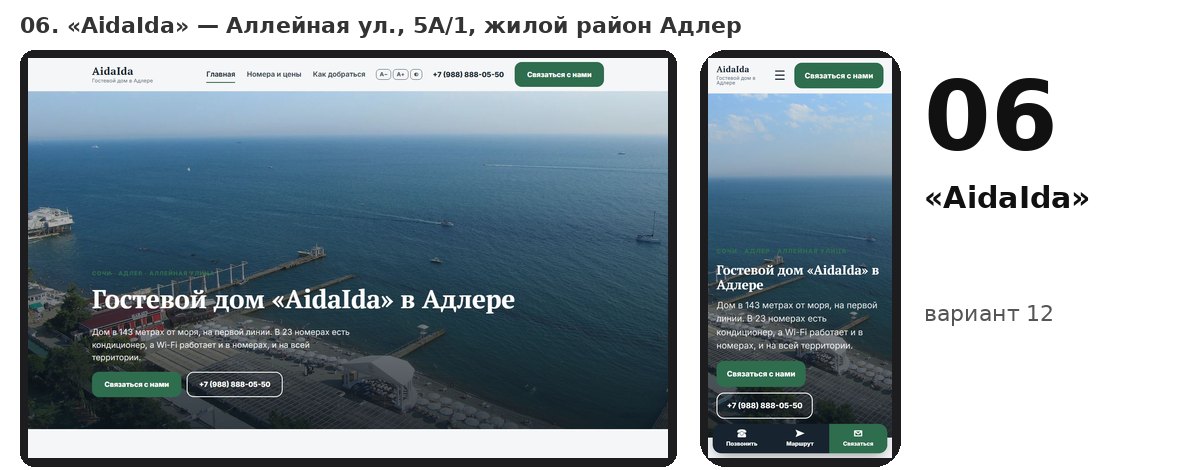 06. «AidaIda» — Аллейная ул., 5А/1, жилой район Адлер
AidaIda
Гостевой дом в Адлере
Главная
Номера и цены
Как добраться
A−
A+
+7 (988) 888-05-50
Связаться с нами
СОЧИ · АДЛЕР · АЛЛЕЙНАЯ УЛИЦА
Гостевой дом «AidaIda» в Адлере
Дом в 143 метрах от моря, на первой линии. В 23 номерах есть
кондиционер, а Wi-Fi работает и в номерах, и на всей
территории.
Связаться с нами
+7 (988) 888-05-50
AidaIda
Гостевой дом в
Адлере
Связаться с нами
СОЧИ · АДЛЕР · АЛЛЕЙНАЯ УЛИЦА
Гостевой дом «AidaIda» в
Адлере
Дом в 143 метрах от моря, на первой
линии. В 23 номерах есть
кондиционер, а Wi-Fi работает и в
номерах, и на всей территории.
Связаться с нами
+7 (988) 888-05-50
Позвонить
Маршрут
Связаться
06
«AidaIda»
вариант 12